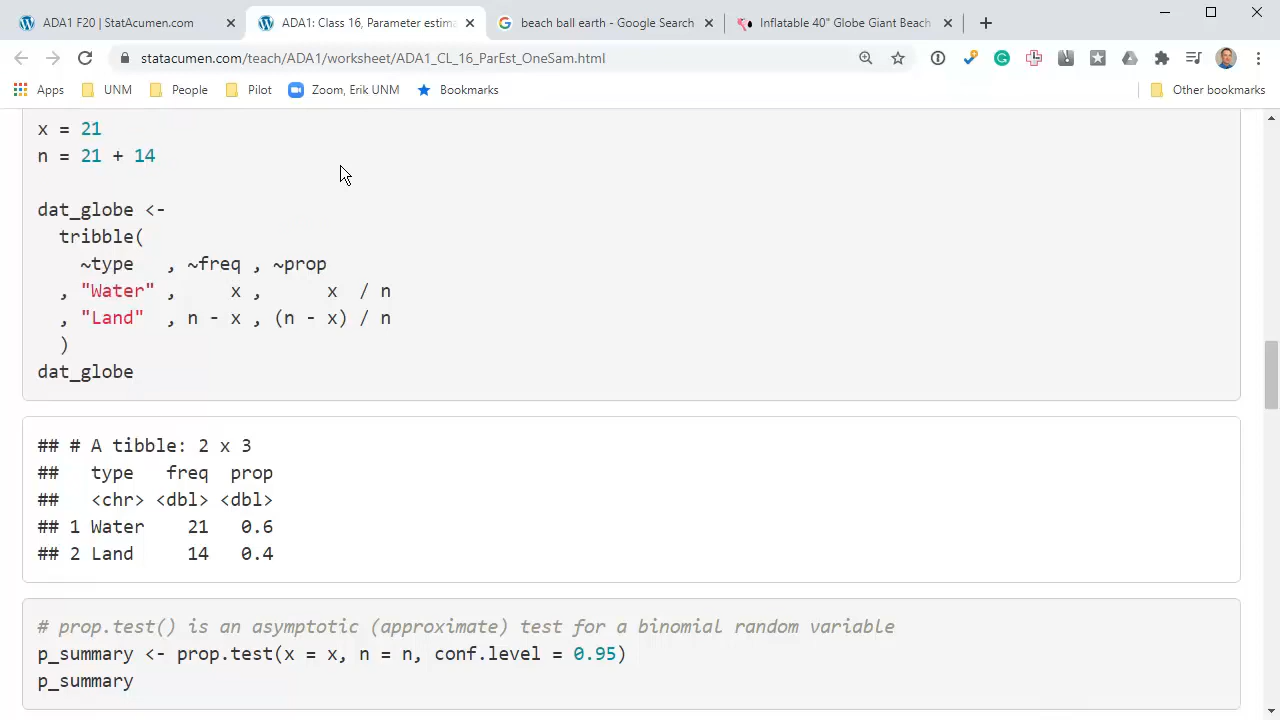 ADA1 F20 | StatAcumen.com
ADA1: Class 16, Parameter estima
beach ball earth - Google Search
Inflatable 40" Globe Giant Beach
statacumen.com/teach/ADA1/worksheet/ADA1_CL_16_ParEst_OneSam.html
Apps UNM People Pilot Zoom, Erik UNM Bookmarks Other bookmarks
x = 21
n = 21 + 14
dat_globe <-
tribble(
~type , ~freq , ~prop
, "Water" , x , x / n
, "Land" , n - x , (n - x) / n
)
dat_globe
## # A tibble: 2 x 3
## type freq prop
## <chr> <dbl> <dbl>
## 1 Water 21 0.6
## 2 Land 14 0.4
# prop.test() is an asymptotic (approximate) test for a binomial random variable
p_summary <- prop.test(x = x, n = n, conf.level = 0.95)
p_summary